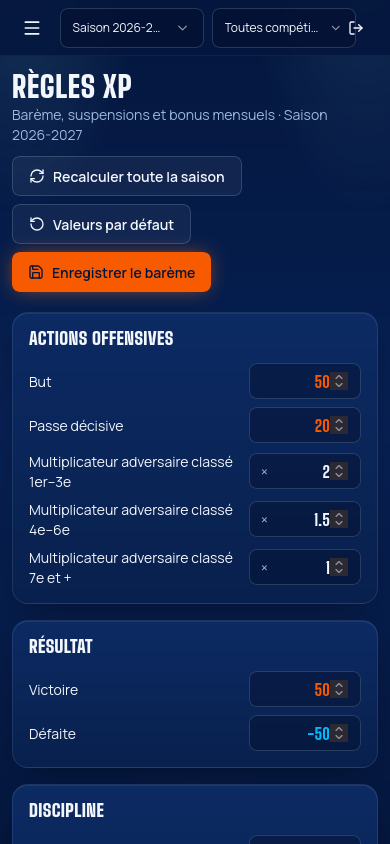 Saison 2026-2...
Toutes compéti...
RÈGLES XP
Barème, suspensions et bonus mensuels · Saison
2026-2027
Recalculer toute la saison
Valeurs par défaut
Enregistrer le barème
ACTIONS OFFENSIVES
But
50
Passe décisive
20
Multiplicateur adversaire classé
1er–3e
× 2
Multiplicateur adversaire classé
4e–6e
× 1.5
Multiplicateur adversaire classé
7e et +
× 1
RÉSULTAT
Victoire
50
Défaite
-50
DISCIPLINE